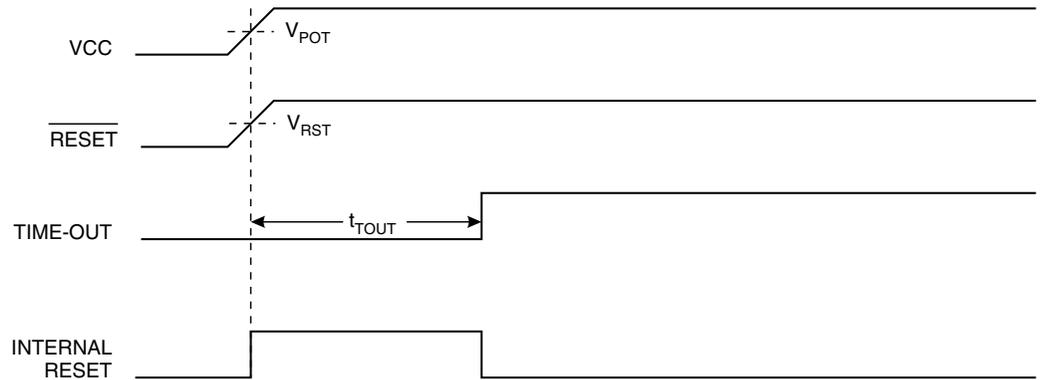 VCC
VPOT
RESET
VRST
TIME-OUT
tTOUT
INTERNAL
RESET